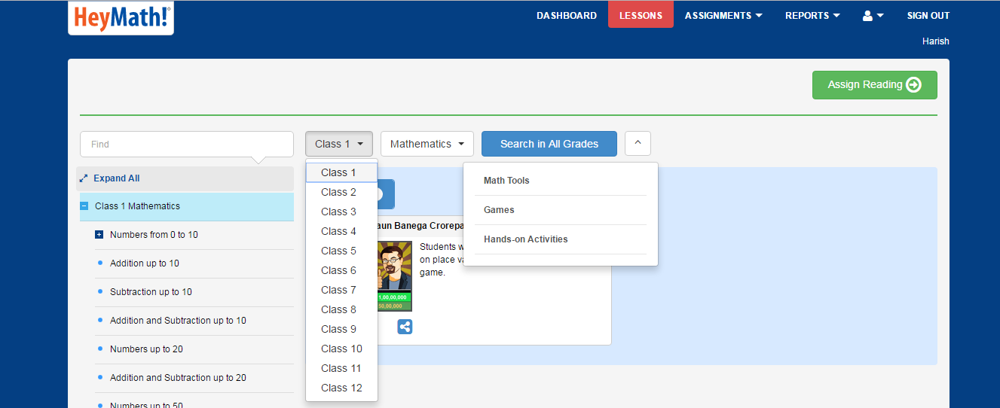 HeyMath!
DASHBOARD LESSONS ASSIGNMENTS REPORTS SIGN OUT
Harish
Assign Reading
Find
Class 1
Mathematics
Search in All Grades
Expand All
Class 1 Mathematics
Numbers from 0 to 10
Addition up to 10
Subtraction up to 10
Addition and Subtraction up to 10
Numbers up to 20
Addition and Subtraction up to 20
Numbers up to 50
Class 1
Class 2
Class 3
Class 4
Class 5
Class 6
Class 7
Class 8
Class 9
Class 10
Class 11
Class 12
Math Tools
Games
Hands-on Activities
Banega
Students
on place
game.
1,00,00,000
50,00,000